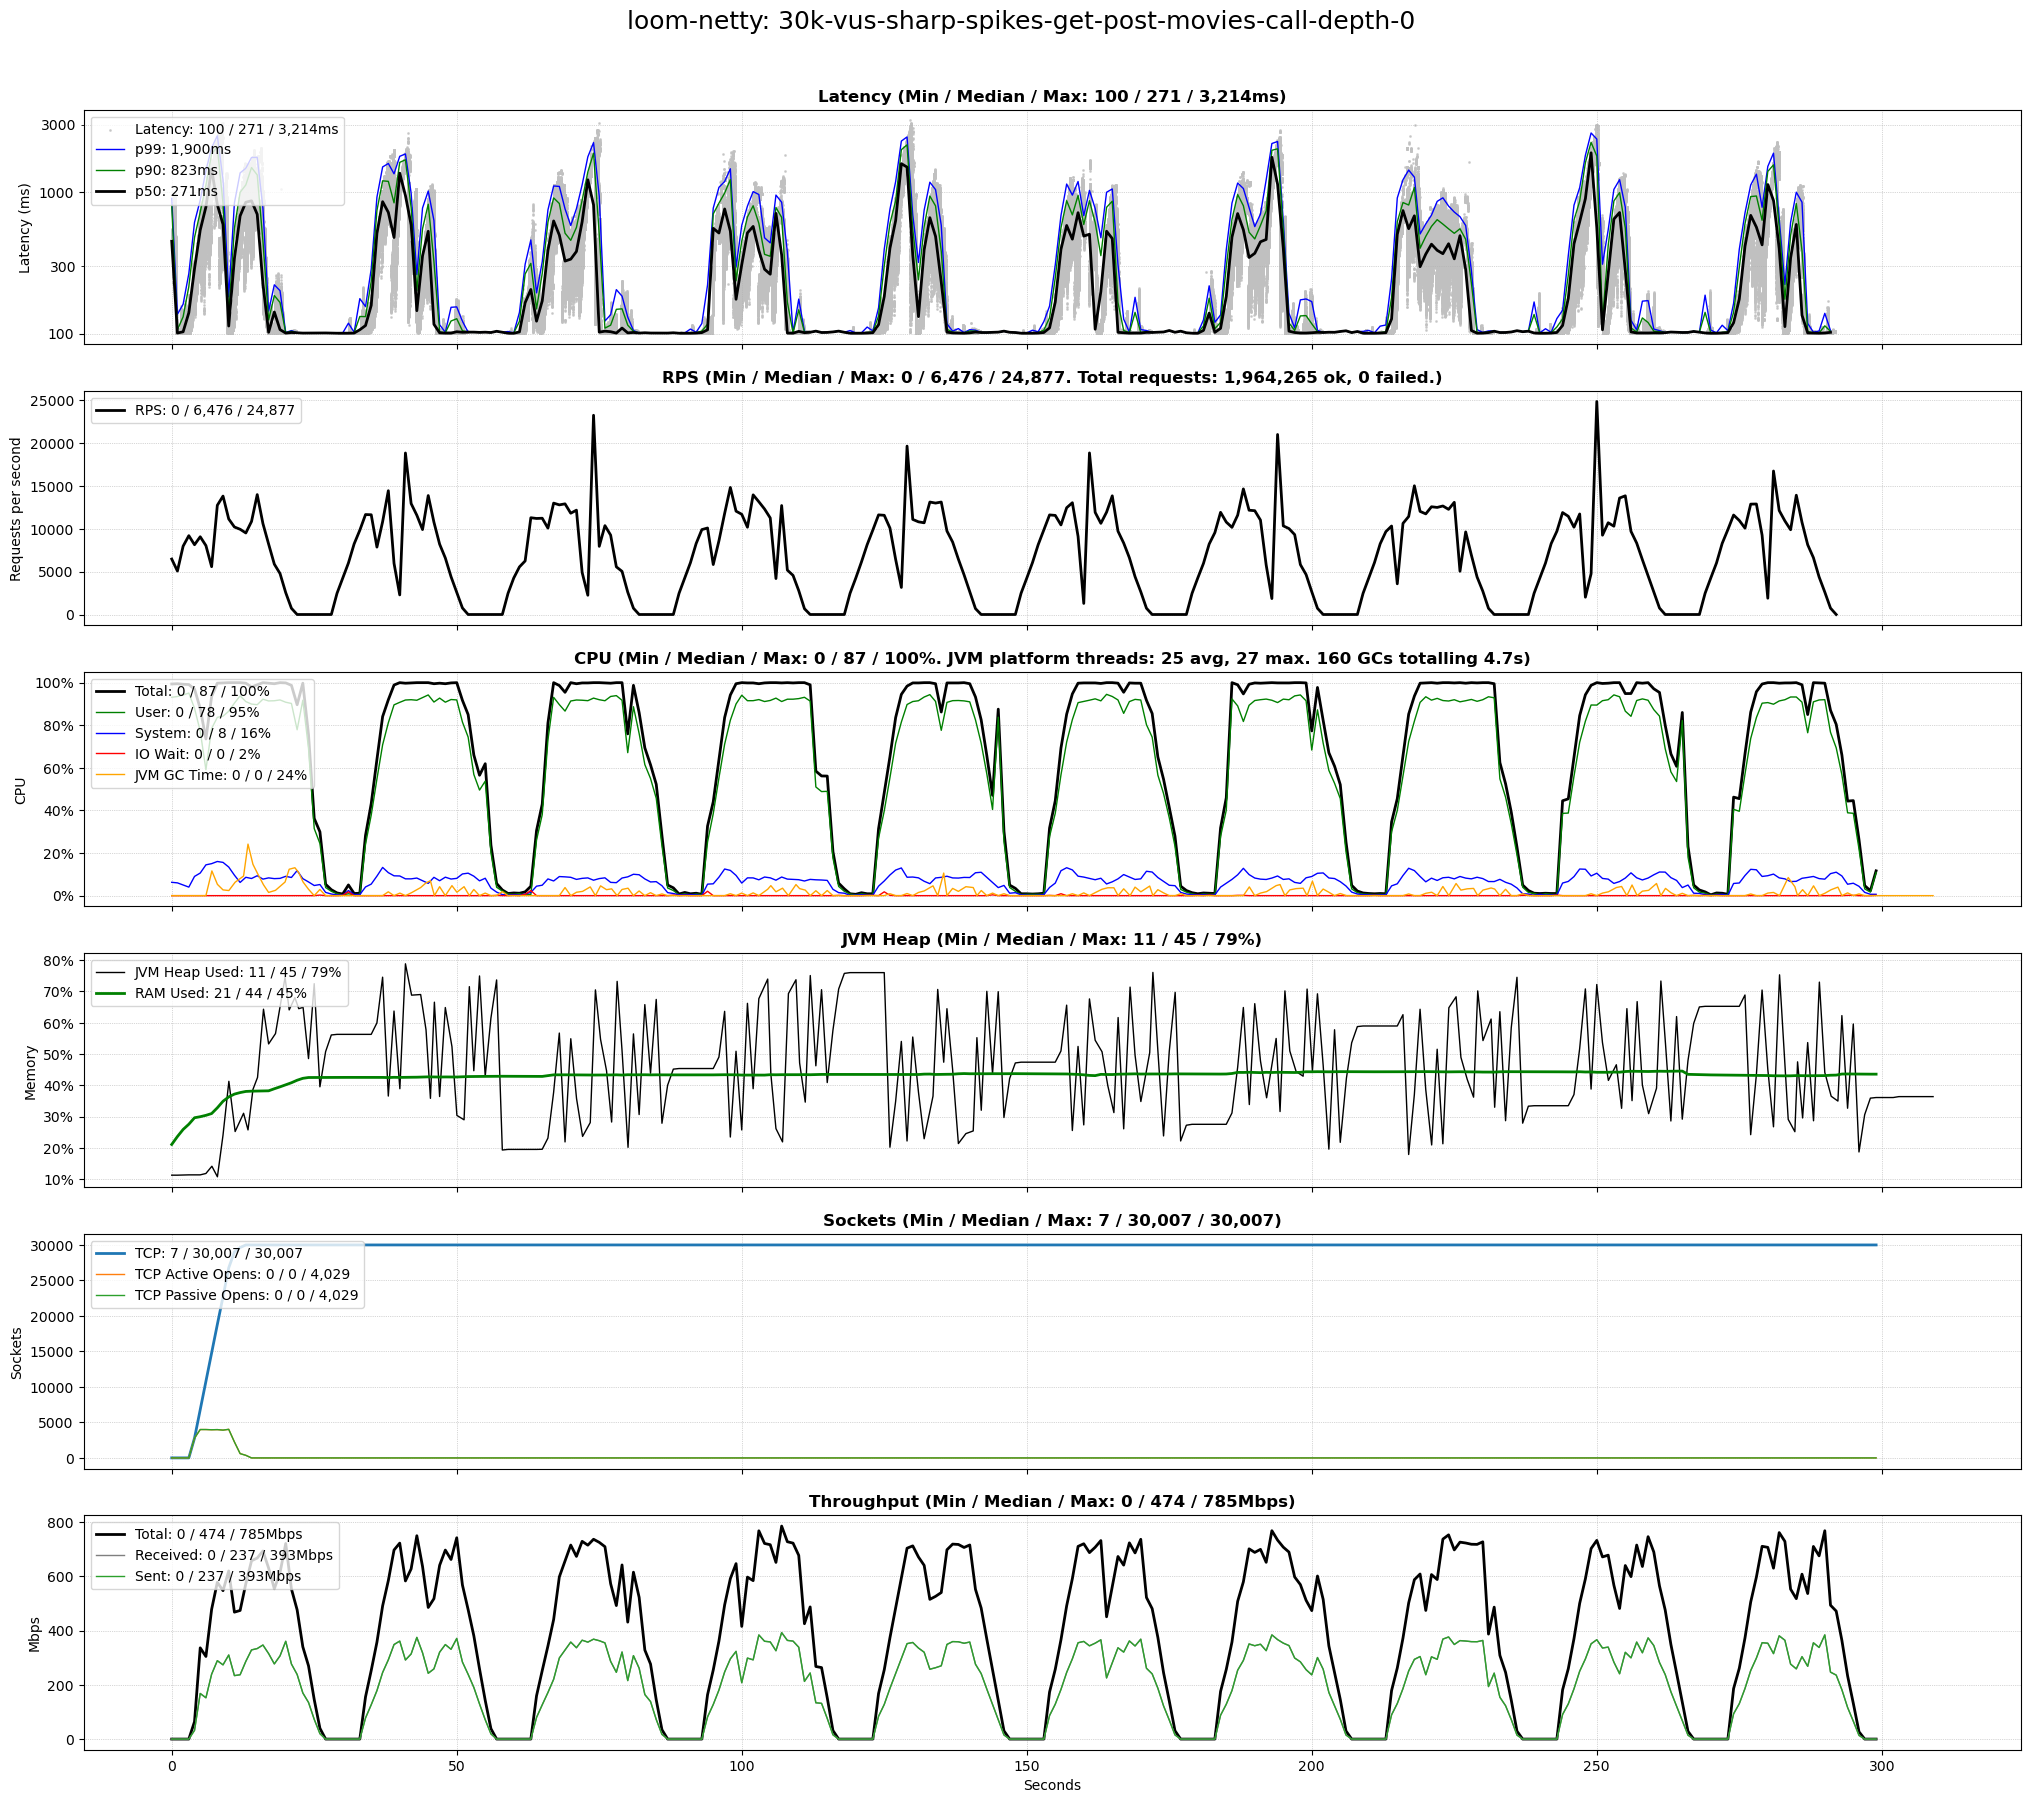 loom-netty: 30k-vus-sharp-spikes-get-post-movies-call-depth-0
Latency (Min / Median / Max: 100 / 271 / 3,214ms)
Latency (ms)
3000
1000
300
100
Latency: 100 / 271 / 3,214ms
p99: 1,900ms
p90: 823ms
p50: 271ms
RPS (Min / Median / Max: 0 / 6,476 / 24,877. Total requests: 1,964,265 ok, 0 failed.)
Requests per second
25000
20000
15000
10000
5000
0
RPS: 0 / 6,476 / 24,877
CPU (Min / Median / Max: 0 / 87 / 100%. JVM platform threads: 25 avg, 27 max. 160 GCs totalling 4.7s)
CPU
100%
80%
60%
40%
20%
0%
Total: 0 / 87 / 100%
User: 0 / 78 / 95%
System: 0 / 8 / 16%
IO Wait: 0 / 0 / 2%
JVM GC Time: 0 / 0 / 24%
JVM Heap (Min / Median / Max: 11 / 45 / 79%)
Memory
80%
70%
60%
50%
40%
30%
20%
10%
JVM Heap Used: 11 / 45 / 79%
RAM Used: 21 / 44 / 45%
Sockets (Min / Median / Max: 7 / 30,007 / 30,007)
Sockets
30000
25000
20000
15000
10000
5000
0
TCP: 7 / 30,007 / 30,007
TCP Active Opens: 0 / 0 / 4,029
TCP Passive Opens: 0 / 0 / 4,029
Throughput (Min / Median / Max: 0 / 474 / 785Mbps)
Mbps
800
600
400
200
0
Total: 0 / 474 / 785Mbps
Received: 0 / 237 / 393Mbps
Sent: 0 / 237 / 393Mbps
0 50 100 150 200 250 300
Seconds